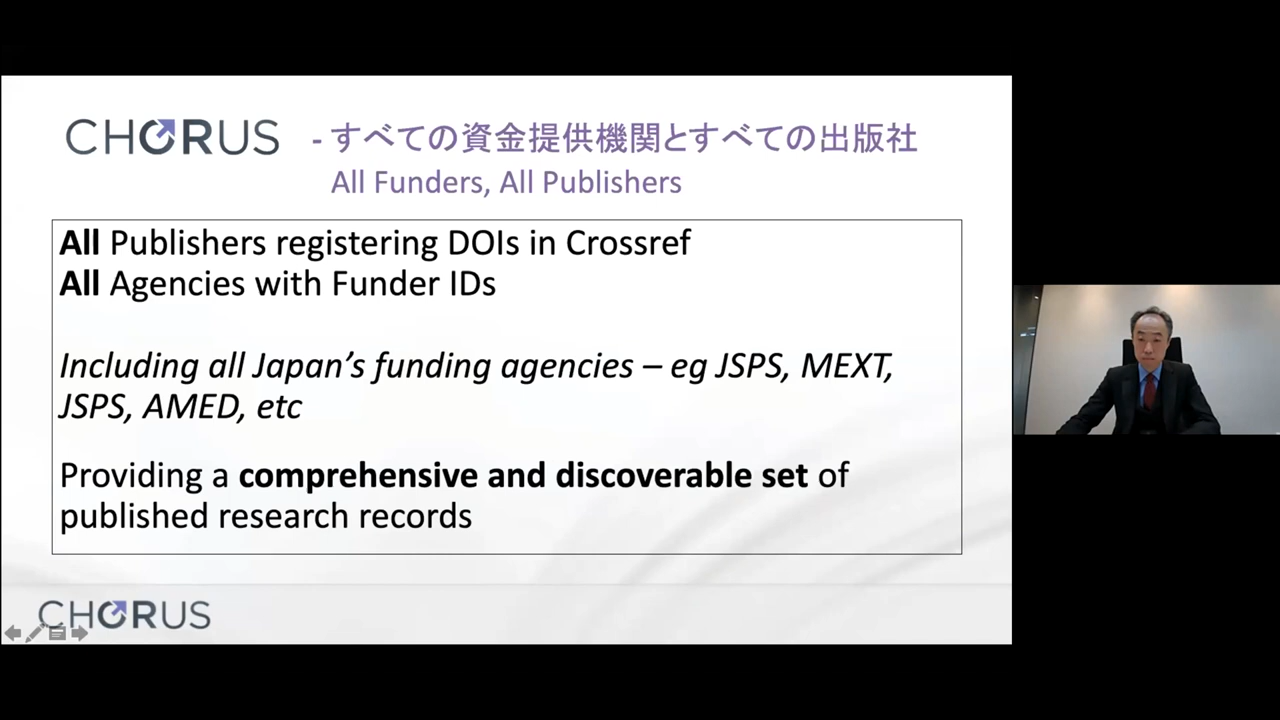 CHORUS - すべての資金提供機関とすべての出版社
All Funders, All Publishers
All Publishers registering DOIs in Crossref
All Agencies with Funder IDs
Including all Japan’s funding agencies – eg JSPS, MEXT,
JSPS, AMED, etc
Providing a comprehensive and discoverable set of
published research records
CHORUS